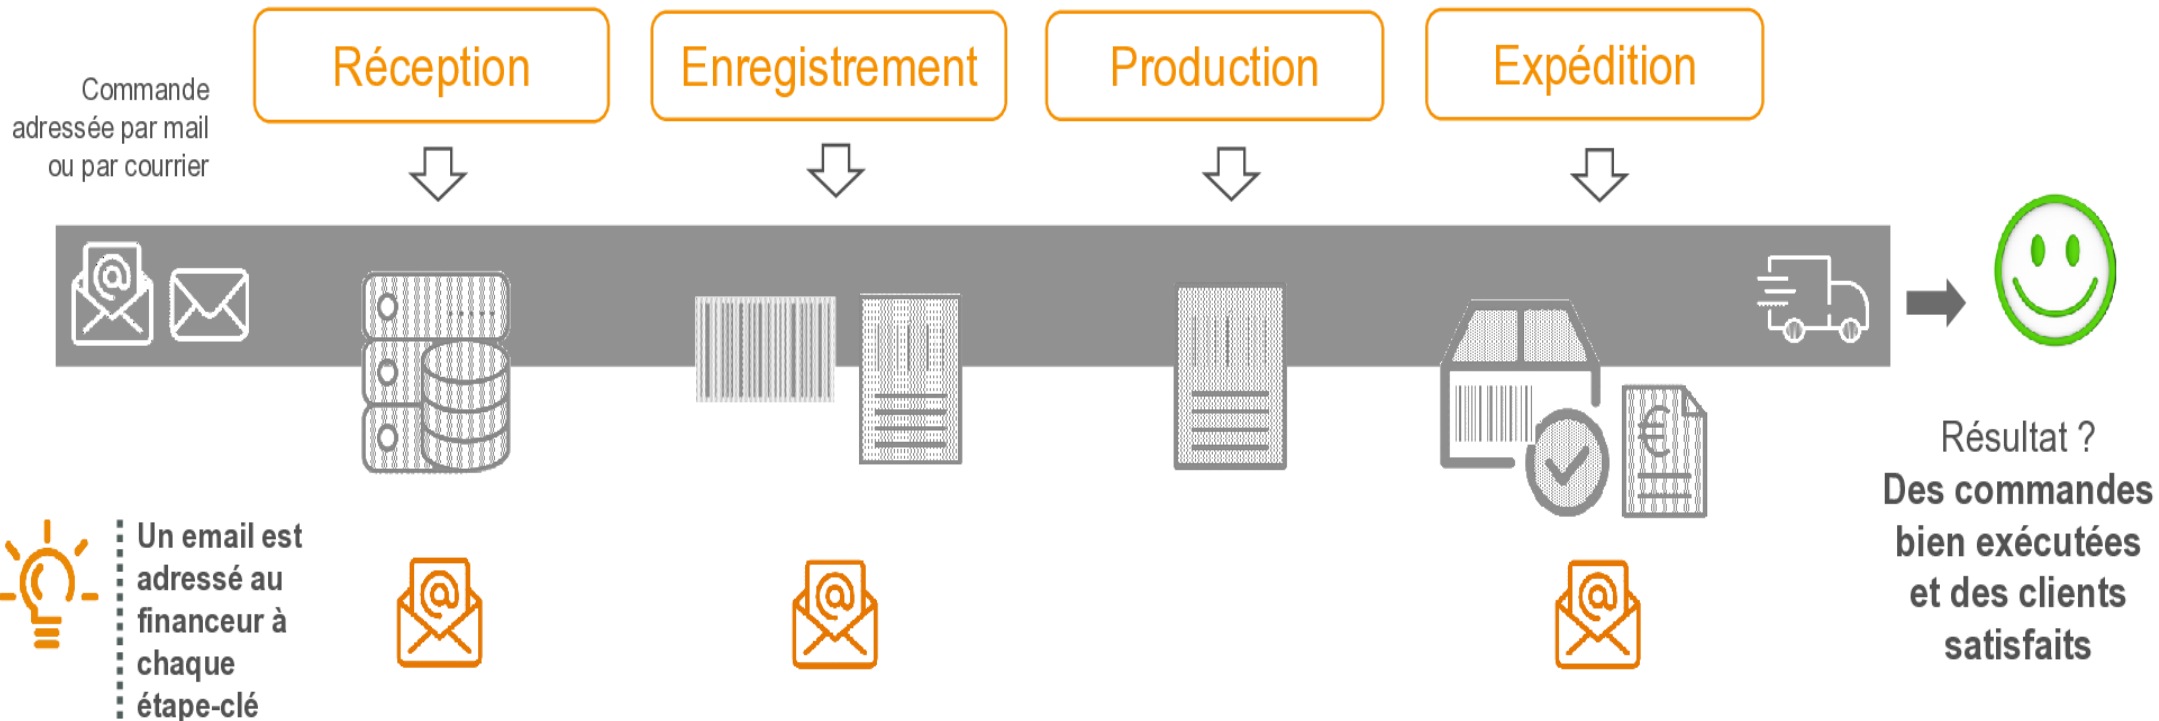 Commande
adressée par mail
ou par courrier
Réception
Enregistrement
Production
Expédition
Un email est
adressé au
financeur à
chaque
étape-clé
Résultat ?
Des commandes
bien exécutées
et des clients
satisfaits